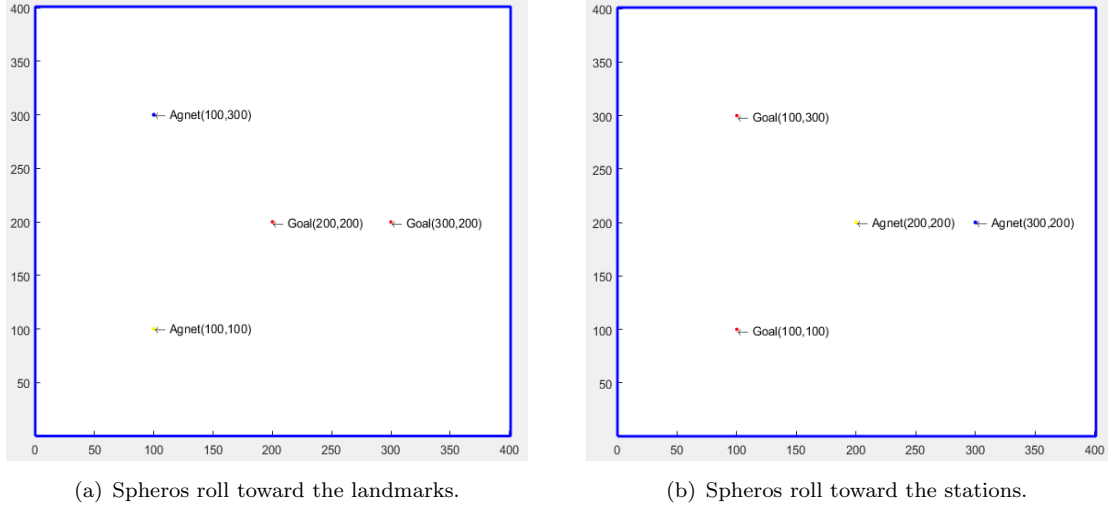 400
350
300
250
200
150
100
50
0 50 100 150 200 250 300 350 400
← Agnet(100,300)
← Goal(200,200) ← Goal(300,200)
← Agnet(100,100)
(a) Spheros roll toward the landmarks.
400
350
300
250
200
150
100
50
0 50 100 150 200 250 300 350 400
← Goal(100,300)
← Agnet(200,200) ← Agnet(300,200)
← Goal(100,100)
(b) Spheros roll toward the stations.